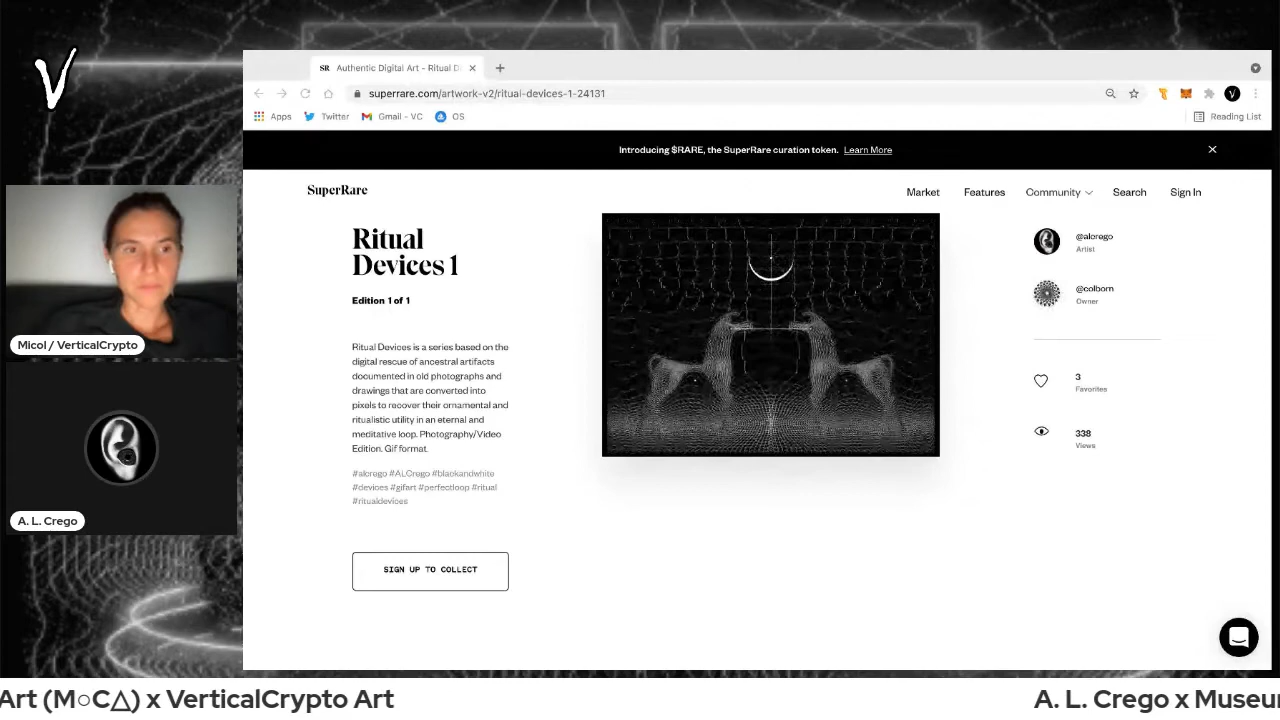 V
SR Authentic Digital Art - Ritual D
superrare.com/artwork-v2/ritual-devices-1-24131
Apps Twitter Gmail - VC OS Reading List
Introducing $RARE, the SuperRare curation token. Learn More
SuperRare
Market Features Community Search Sign In
Ritual
Devices 1
Edition 1 of 1
Ritual Devices is a series based on the
digital rescue of ancestral artifacts
documented in old photographs and
drawings that are converted into
pixels to recover their ornamental and
ritualistic utility in an eternal and
meditative loop. Photography/Video
Edition. Gif format.
#alcrego #ALCrego #blackandwhite
#devices #gifart #perfectloop #ritual
#ritualdevices
SIGN UP TO COLLECT
@alcrego
Artist
@colborn
Owner
3
Favorites
338
Views
Micol / VerticalCrypto
A. L. Crego
Art (M○C△) x VerticalCrypto Art
A. L. Crego x Museu